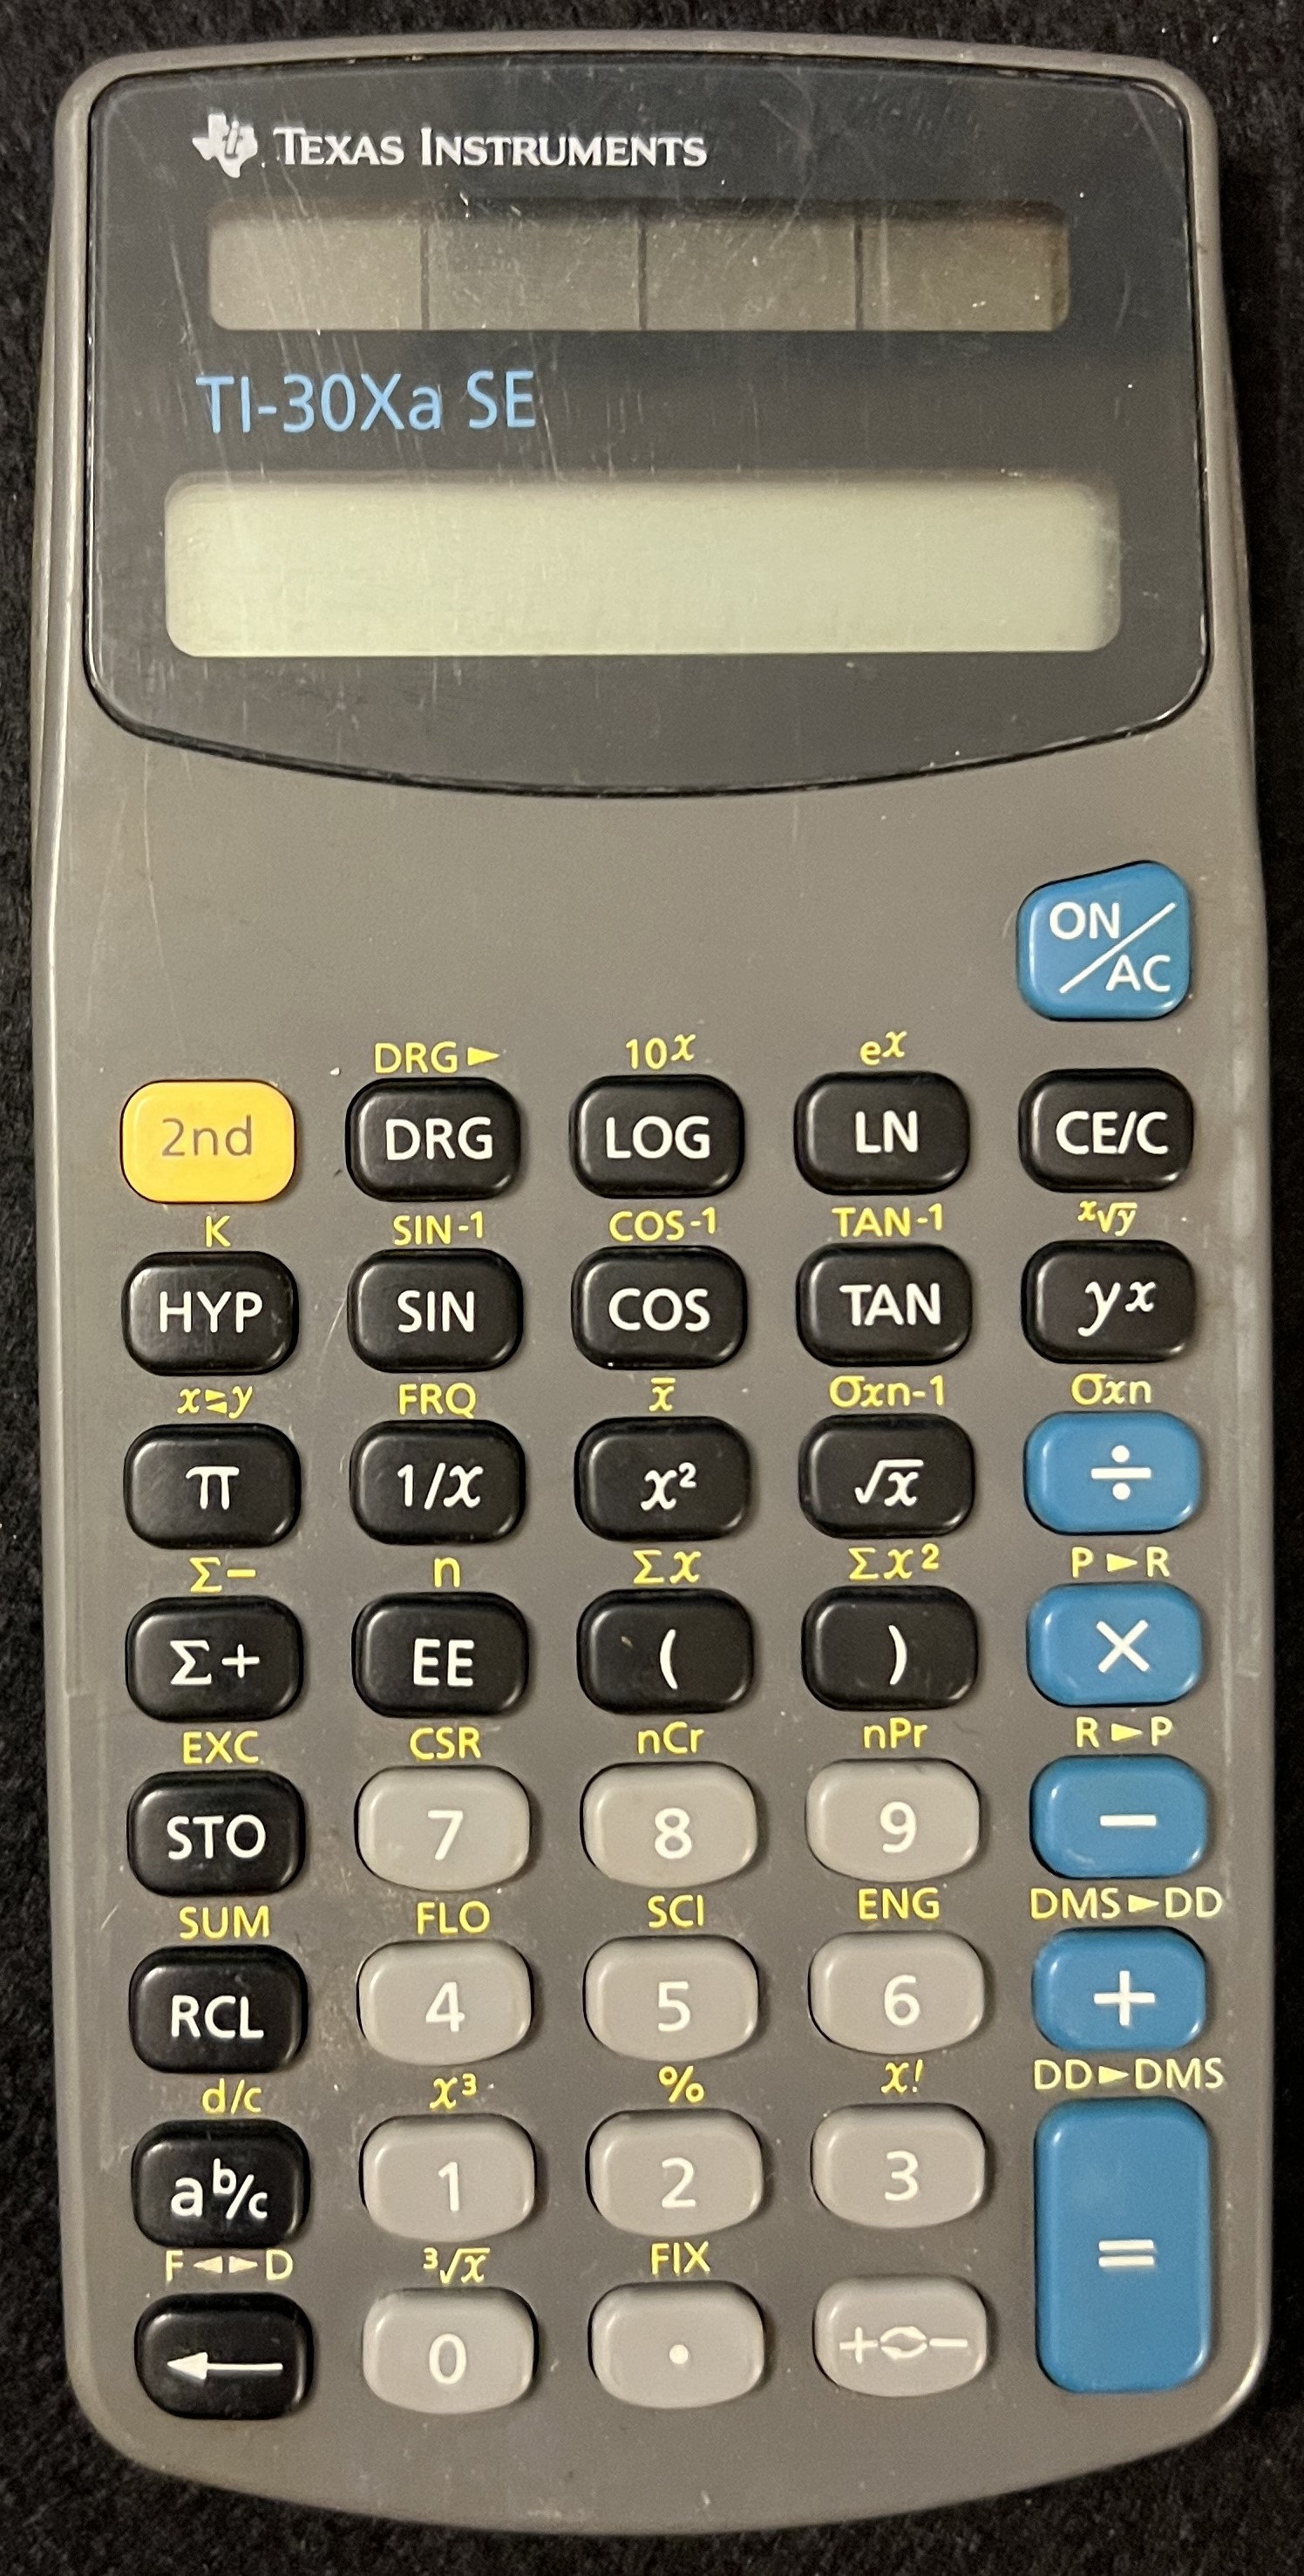 TEXAS INSTRUMENTS
TI-30Xa SE
ON/AC
DRG► 10ˣ eˣ
2nd DRG LOG LN CE/C
K SIN-1 COS-1 TAN-1 ˣ√y
HYP SIN COS TAN yˣ
x⇆y FRQ x̄ σxn-1 σxn
π 1/x x² √x ÷
Σ− n Σx Σx² P►R
Σ+ EE ( ) ×
EXC CSR nCr nPr R►P
STO 7 8 9 −
SUM FLO SCI ENG DMS►DD
RCL 4 5 6 +
d/c x³ % x! DD►DMS
a b/c 1 2 3 =
F◄►D ³√x FIX
← 0 . +⇆−